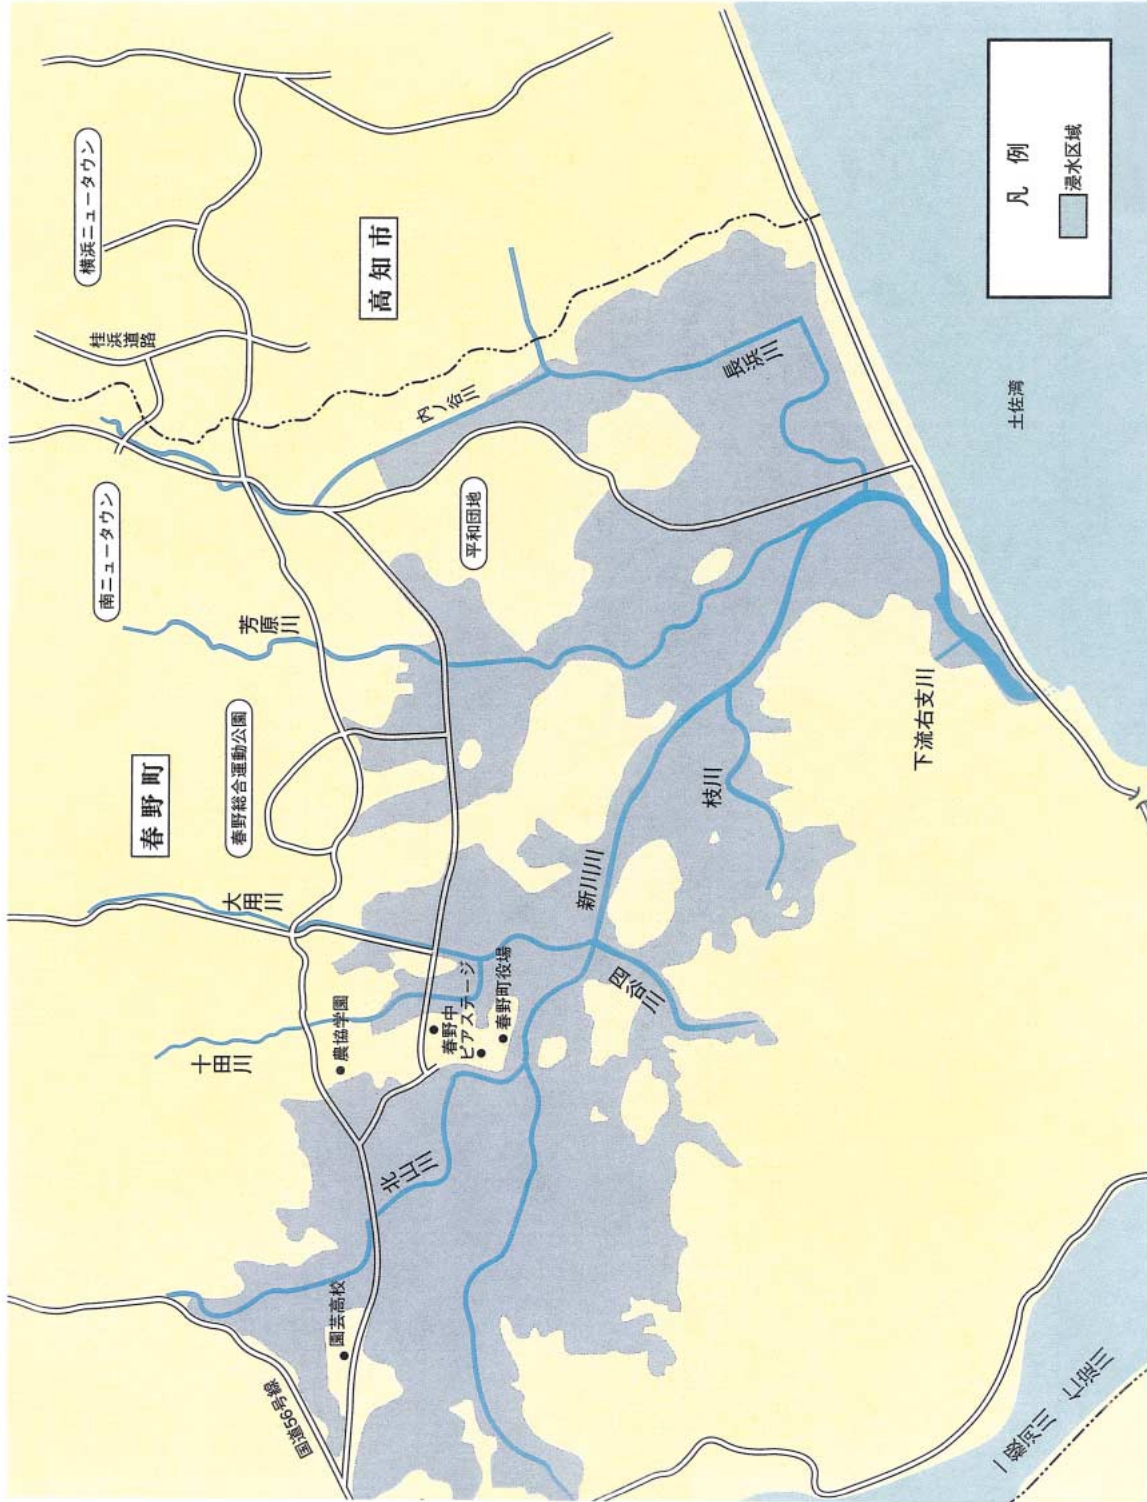 国道56号線
園芸高校
北山川
十田川
農協学園
春野中
ピアステージ
春野町役場
大用川
春野町
春野総合運動公園
芳原川
南ニュータウン
桂浜道路
横浜ニュータウン
高知市
内ノ谷川
平和団地
長浜川
新川川
四谷川
枝川
下流右支川
土佐湾
一級河川 仁淀川
凡例
浸水区域